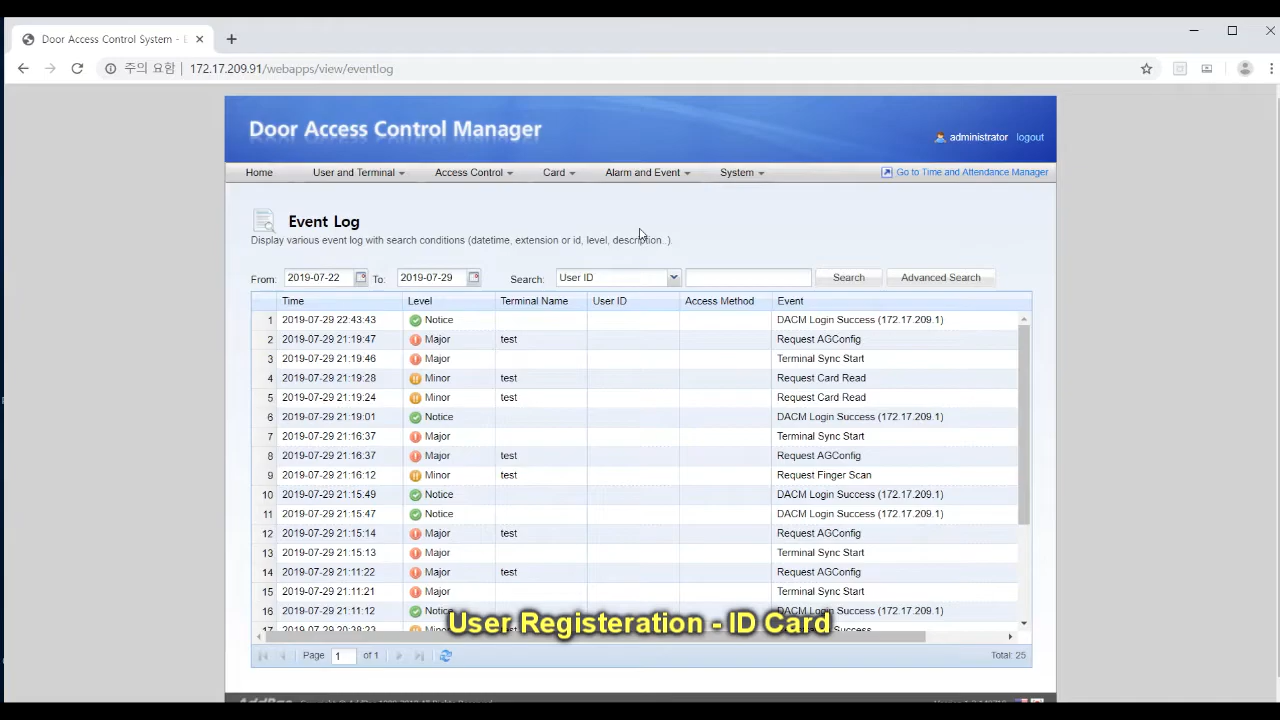 Door Access Control System -
주의 요함 172.17.209.91/webapps/view/eventlog
Door Access Control Manager
administrator logout
Home User and Terminal Access Control Card Alarm and Event System Go to Time and Attendance Manager
Event Log
Display various event log with search conditions (datetime, extension or id, level, description..).
From: 2019-07-22 To: 2019-07-29 Search: User ID Search Advanced Search
Time Level Terminal Name User ID Access Method Event
1 2019-07-29 22:43:43 Notice DACM Login Success (172.17.209.1)
2 2019-07-29 21:19:47 Major test Request AGConfig
3 2019-07-29 21:19:46 Major Terminal Sync Start
4 2019-07-29 21:19:28 Minor test Request Card Read
5 2019-07-29 21:19:24 Minor test Request Card Read
6 2019-07-29 21:19:01 Notice DACM Login Success (172.17.209.1)
7 2019-07-29 21:16:37 Major Terminal Sync Start
8 2019-07-29 21:16:37 Major test Request AGConfig
9 2019-07-29 21:16:12 Minor test Request Finger Scan
10 2019-07-29 21:15:49 Notice DACM Login Success (172.17.209.1)
11 2019-07-29 21:15:47 Notice DACM Login Success (172.17.209.1)
12 2019-07-29 21:15:14 Major test Request AGConfig
13 2019-07-29 21:15:13 Major Terminal Sync Start
14 2019-07-29 21:11:22 Major test Request AGConfig
15 2019-07-29 21:11:21 Major Terminal Sync Start
16 2019-07-29 21:11:12 Notice DACM Login Success (172.17.209.1)
17 2019-07-29 20:38:23
User Registeration - ID Card
Page 1 of 1 Total: 25